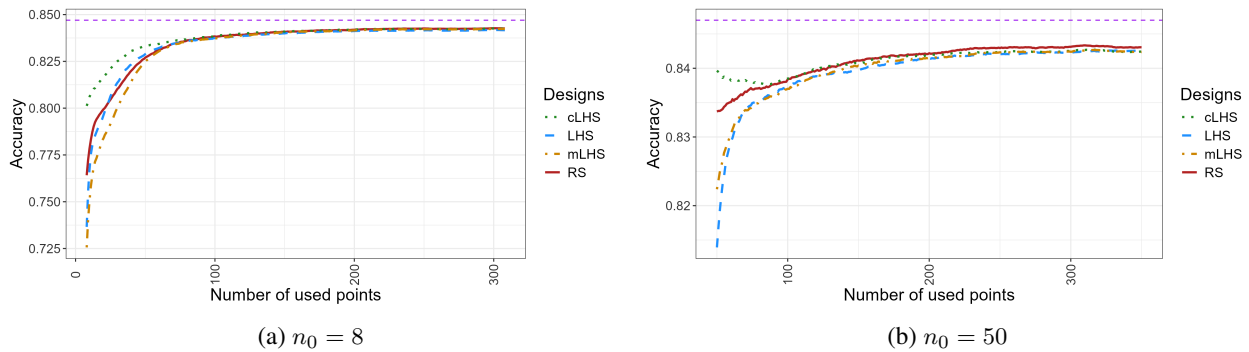 0.850
0.825
0.800
0.775
0.750
0.725
Accuracy
0
100
200
300
Number of used points
Designs
cLHS
LHS
mLHS
RS
(a) n₀ = 8
0.84
0.83
0.82
Accuracy
100
200
300
Number of used points
Designs
cLHS
LHS
mLHS
RS
(b) n₀ = 50